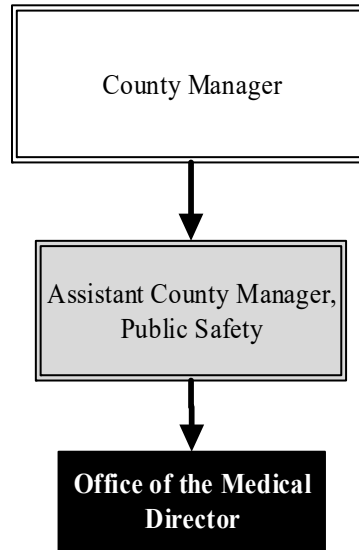 County Manager
Assistant County Manager,
Public Safety
Office of the Medical
Director